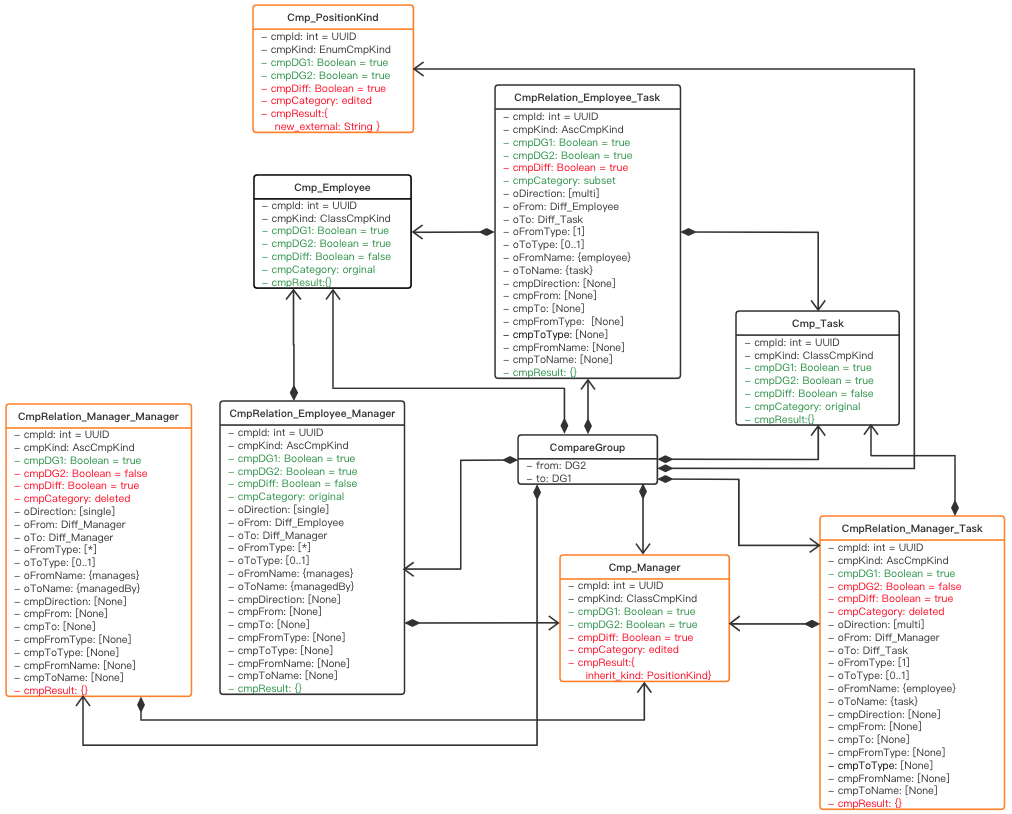 Cmp_PositionKind
– cmpId: int = UUID
– cmpKind: EnumCmpKind
– cmpDG1: Boolean = true
– cmpDG2: Boolean = true
– cmpDiff: Boolean = true
– cmpCategory: edited
– cmpResult:{
new_external: String }
CmpRelation_Employee_Task
– cmpId: int = UUID
– cmpKind: AscCmpKind
– cmpDG1: Boolean = true
– cmpDG2: Boolean = true
– cmpDiff: Boolean = true
– cmpCategory: subset
– oDirection: [multi]
– oFrom: Diff_Employee
– oTo: Diff_Task
– oFromType: [1]
– oToType: [0..1]
– oFromName: {employee}
– oToName: {task}
– cmpDirection: [None]
– cmpFrom: [None]
– cmpTo: [None]
– cmpFromType: [None]
– cmpToType: [None]
– cmpFromName: [None]
– cmpToName: [None]
– cmpResult: {}
Cmp_Employee
– cmpId: int = UUID
– cmpKind: ClassCmpKind
– cmpDG1: Boolean = true
– cmpDG2: Boolean = true
– cmpDiff: Boolean = false
– cmpCategory: orginal
– cmpResult:{}
Cmp_Task
– cmpId: int = UUID
– cmpKind: ClassCmpKind
– cmpDG1: Boolean = true
– cmpDG2: Boolean = true
– cmpDiff: Boolean = false
– cmpCategory: original
– cmpResult:{}
CmpRelation_Manager_Manager
– cmpId: int = UUID
– cmpKind: AscCmpKind
– cmpDG1: Boolean = true
– cmpDG2: Boolean = false
– cmpDiff: Boolean = true
– cmpCategory: deleted
– oDirection: [single]
– oFrom: Diff_Manager
– oTo: Diff_Manager
– oFromType: [*]
– oToType: [0..1]
– oFromName: {manages}
– oToName: {managedBy}
– cmpDirection: [None]
– cmpFrom: [None]
– cmpTo: [None]
– cmpFromType: [None]
– cmpToType: [None]
– cmpFromName: [None]
– cmpToName: [None]
– cmpResult: {}
CmpRelation_Employee_Manager
– cmpId: int = UUID
– cmpKind: AscCmpKind
– cmpDG1: Boolean = true
– cmpDG2: Boolean = true
– cmpDiff: Boolean = false
– cmpCategory: original
– oDirection: [single]
– oFrom: Diff_Employee
– oTo: Diff_Manager
– oFromType: [*]
– oToType: [0..1]
– oFromName: {manages}
– oToName: {managedBy}
– cmpDirection: [None]
– cmpFrom: [None]
– cmpTo: [None]
– cmpFromType: [None]
– cmpToType: [None]
– cmpFromName: [None]
– cmpToName: [None]
– cmpResult: {}
CompareGroup
– from: DG2
– to: DG1
Cmp_Manager
– cmpId: int = UUID
– cmpKind: ClassCmpKind
– cmpDG1: Boolean = true
– cmpDG2: Boolean = true
– cmpDiff: Boolean = true
– cmpCategory: edited
– cmpResult:{
inherit_kind: PositionKind}
CmpRelation_Manager_Task
– cmpId: int = UUID
– cmpKind: AscCmpKind
– cmpDG1: Boolean = true
– cmpDG2: Boolean = false
– cmpDiff: Boolean = true
– cmpCategory: deleted
– oDirection: [multi]
– oFrom: Diff_Manager
– oTo: Diff_Task
– oFromType: [1]
– oToType: [0..1]
– oFromName: {employee}
– oToName: {task}
– cmpDirection: [None]
– cmpFrom: [None]
– cmpTo: [None]
– cmpFromType: [None]
– cmpToType: [None]
– cmpFromName: [None]
– cmpToName: [None]
– cmpResult: {}